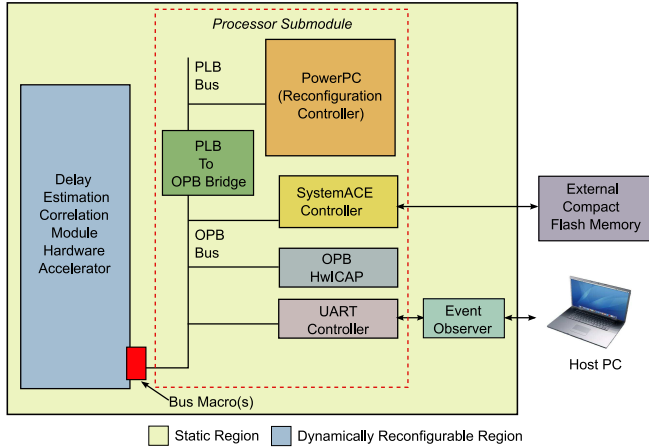 Processor Submodule
PLB
Bus
PowerPC
(Reconfiguration
Controller)
PLB
To
OPB Bridge
Delay
Estimation
Correlation
Module
Hardware
Accelerator
SystemACE
Controller
External
Compact
Flash Memory
OPB
Bus
OPB
HwICAP
UART
Controller
Event
Observer
Host PC
Bus Macro(s)
Static Region
Dynamically Reconfigurable Region